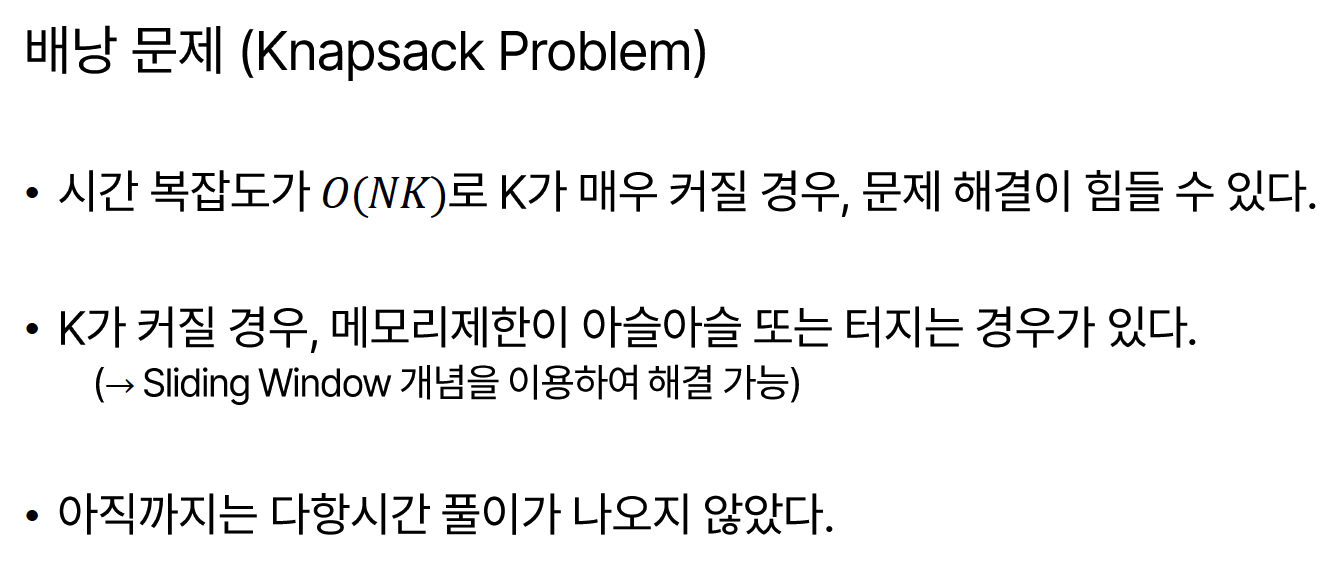 배낭 문제 (Knapsack Problem)
• 시간 복잡도가 O(NK)로 K가 매우 커질 경우, 문제 해결이 힘들 수 있다.
• K가 커질 경우, 메모리제한이 아슬아슬 또는 터지는 경우가 있다.
(→ Sliding Window 개념을 이용하여 해결 가능)
• 아직까지는 다항시간 풀이가 나오지 않았다.